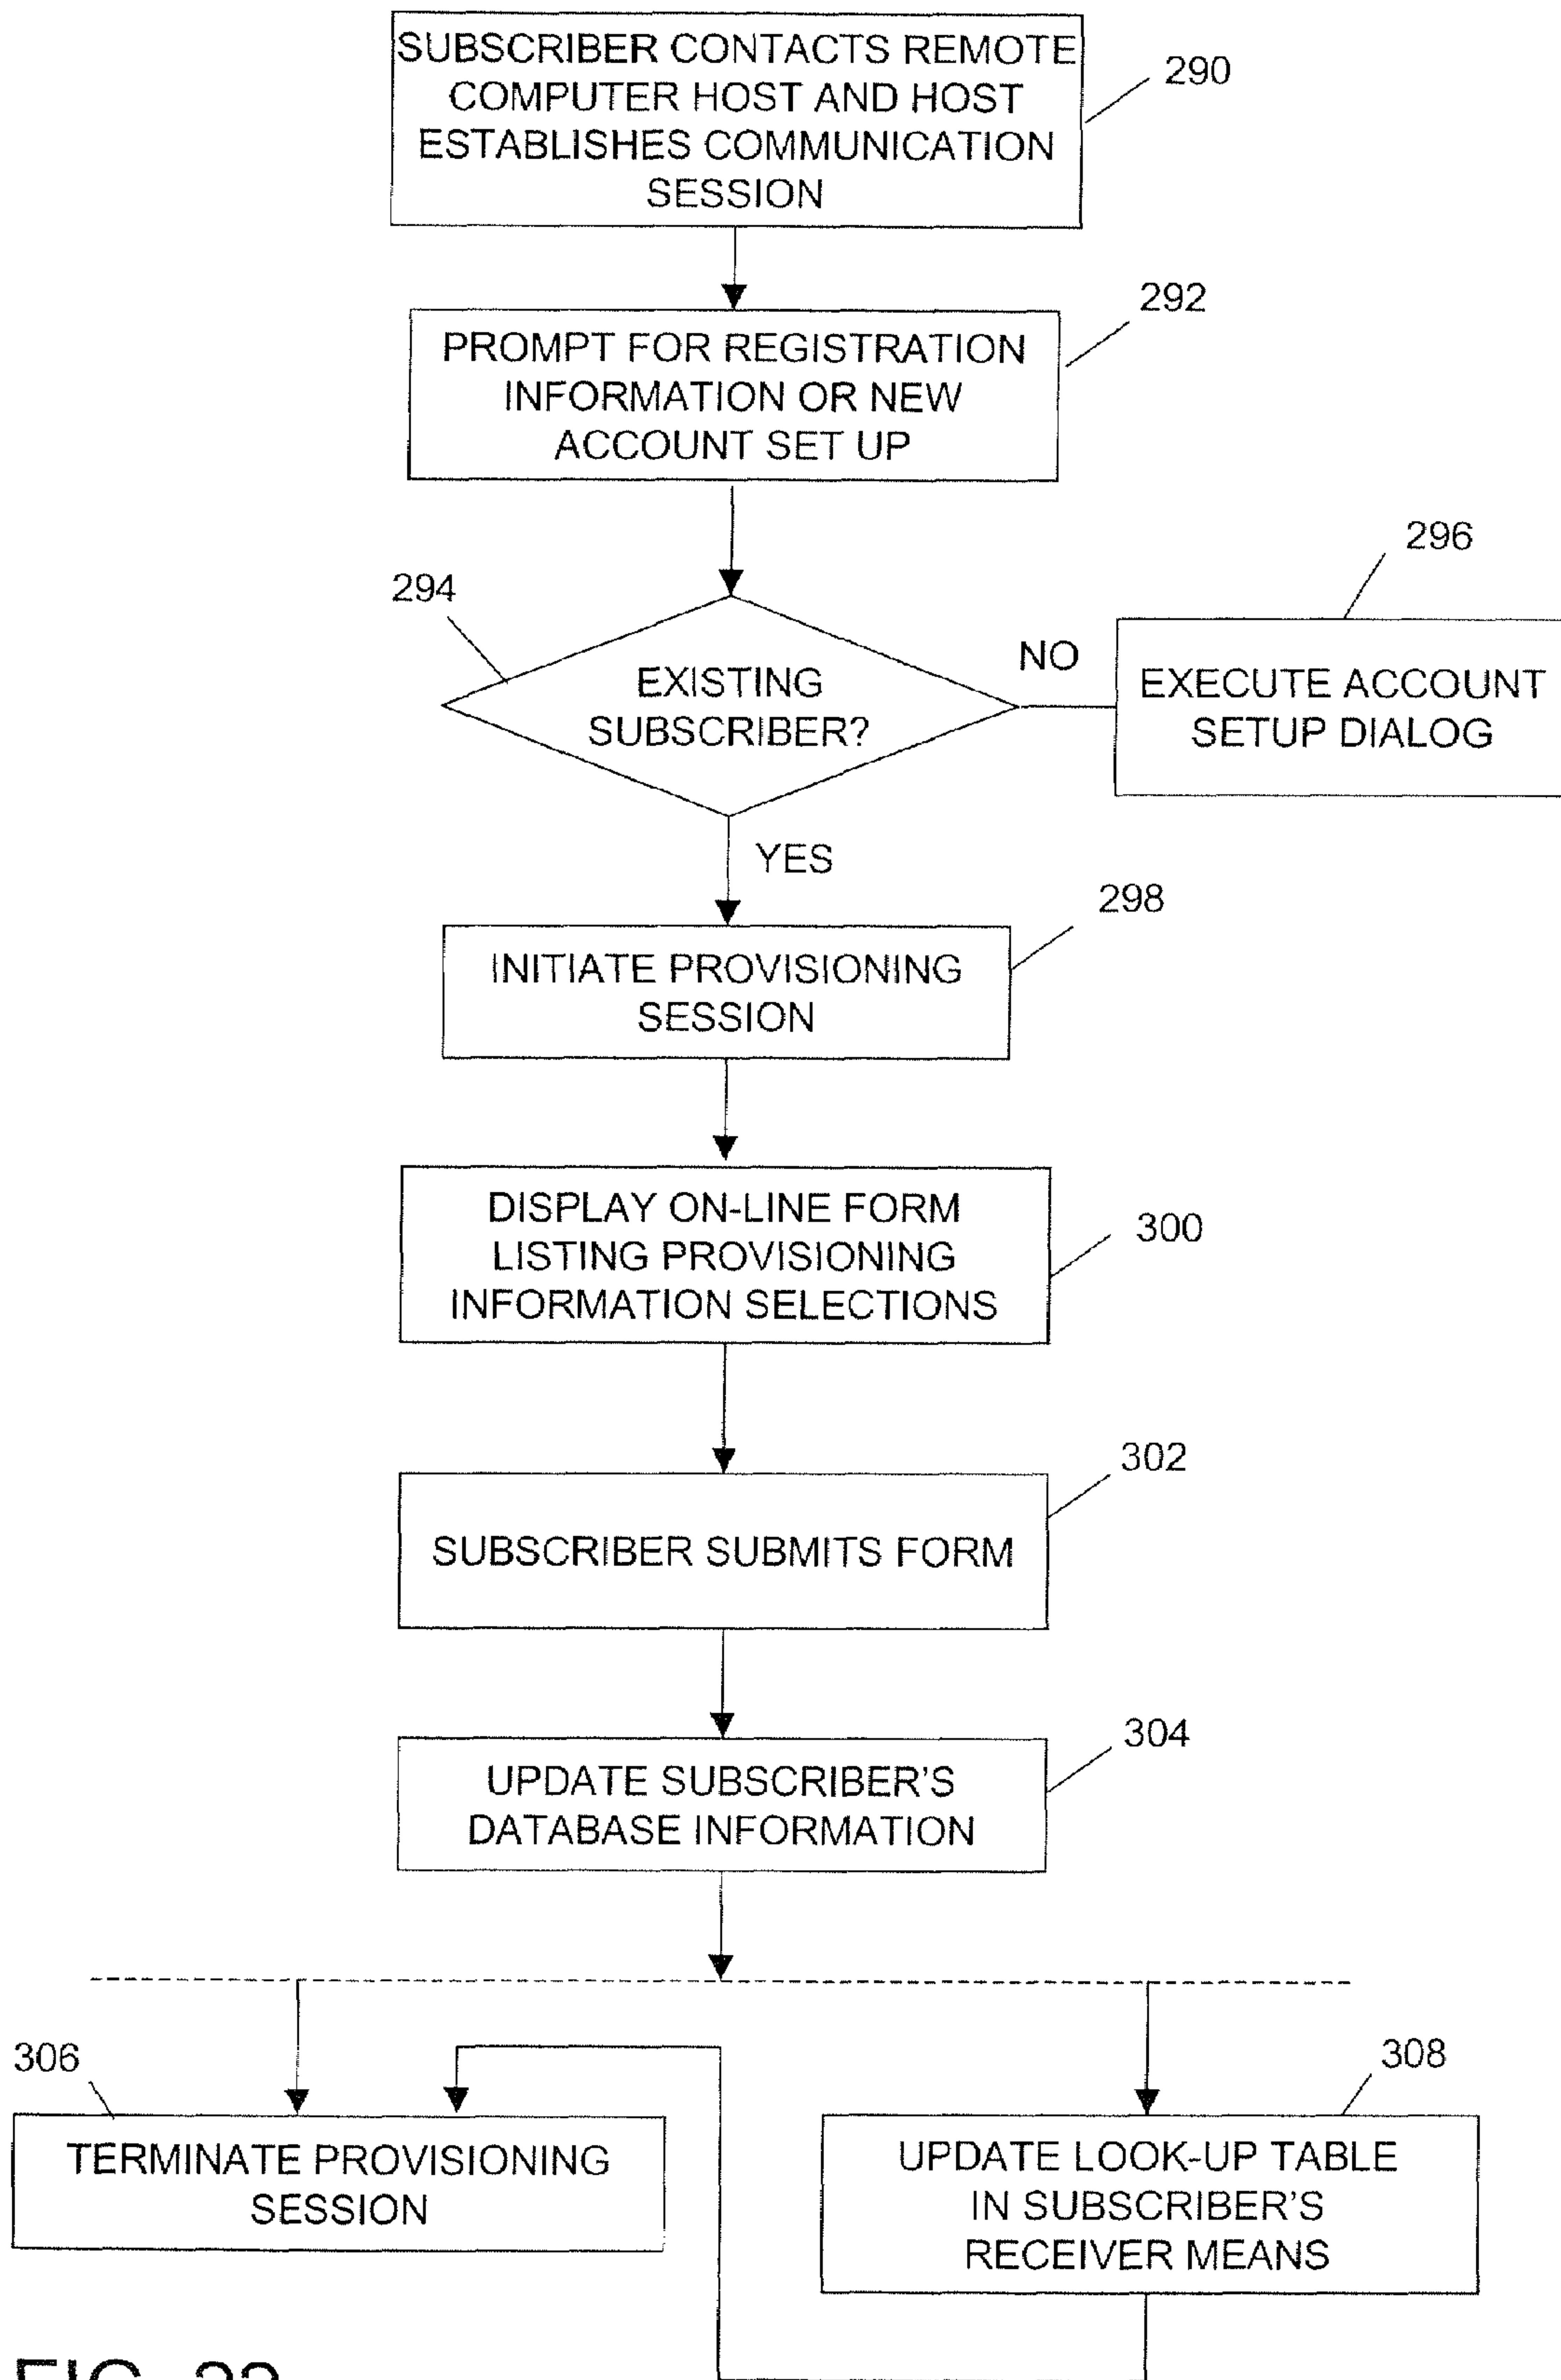 SUBSCRIBER CONTACTS REMOTE
COMPUTER HOST AND HOST
ESTABLISHES COMMUNICATION
SESSION
290
292
PROMPT FOR REGISTRATION
INFORMATION OR NEW
ACCOUNT SET UP
294
EXISTING
SUBSCRIBER?
NO
296
EXECUTE ACCOUNT
SETUP DIALOG
YES
298
INITIATE PROVISIONING
SESSION
DISPLAY ON-LINE FORM
LISTING PROVISIONING
INFORMATION SELECTIONS
300
302
SUBSCRIBER SUBMITS FORM
304
UPDATE SUBSCRIBER'S
DATABASE INFORMATION
306
TERMINATE PROVISIONING
SESSION
308
UPDATE LOOK-UP TABLE
IN SUBSCRIBER'S
RECEIVER MEANS
FIG.